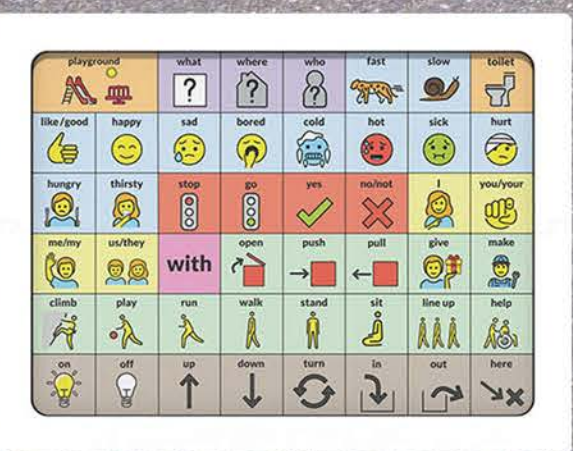 playground what where who fast slow toilet
? ? ?
like/good happy sad bored cold hot sick hurt
hungry thirsty stop go yes no/not I you/your
me/my us/they with open push pull give make
climb play run walk stand sit line up help
on off up down turn in out here